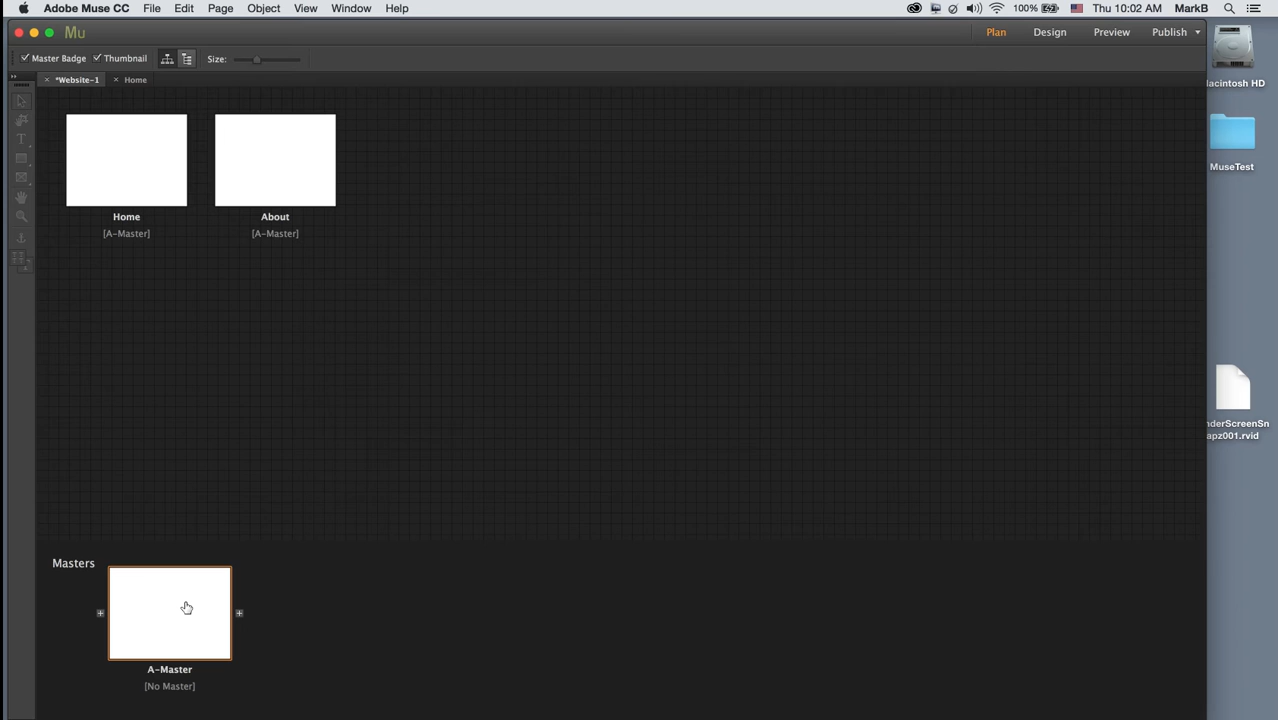 Adobe Muse CC File Edit Page Object View Window Help 100% Thu 10:02 AM MarkB
Mu Plan Design Preview Publish
Master Badge Thumbnail Size:
*Website-1 Home
Macintosh HD
MuseTest
Home
[A-Master]
About
[A-Master]
nderScreenSn
apz001.rvid
Masters
A-Master
[No Master]